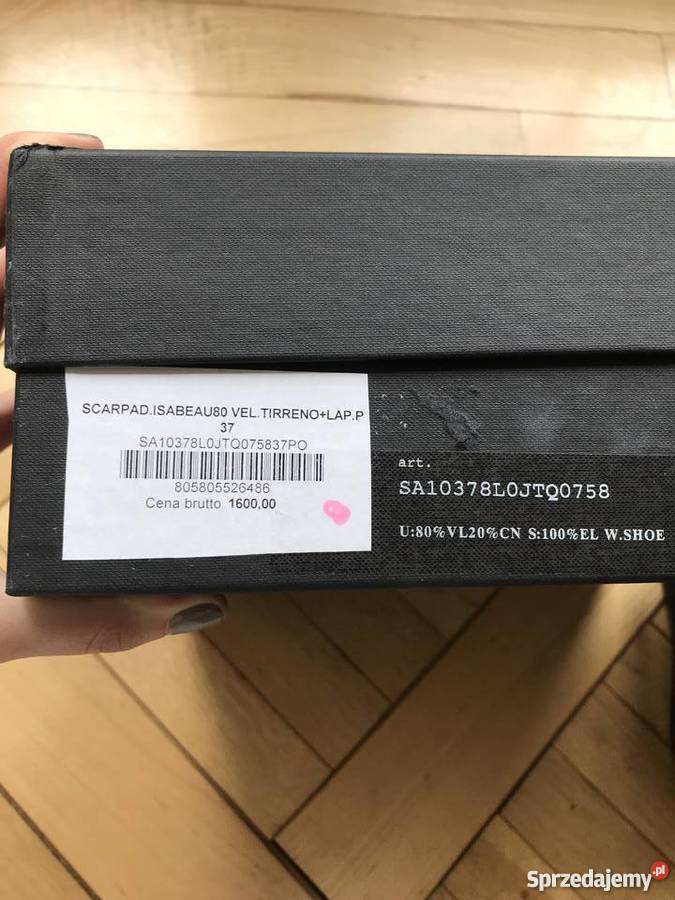 SCARPAD.ISABEAU80 VEL.TIRRENO+LAP.P
37
SA10378L0JTQ075837PO
805805526486
Cena brutto 1600,00
art.
SA10378L0JTQ0758
U:80%VL20%CN S:100%EL W.SHOE
Sprzedajemy.pl